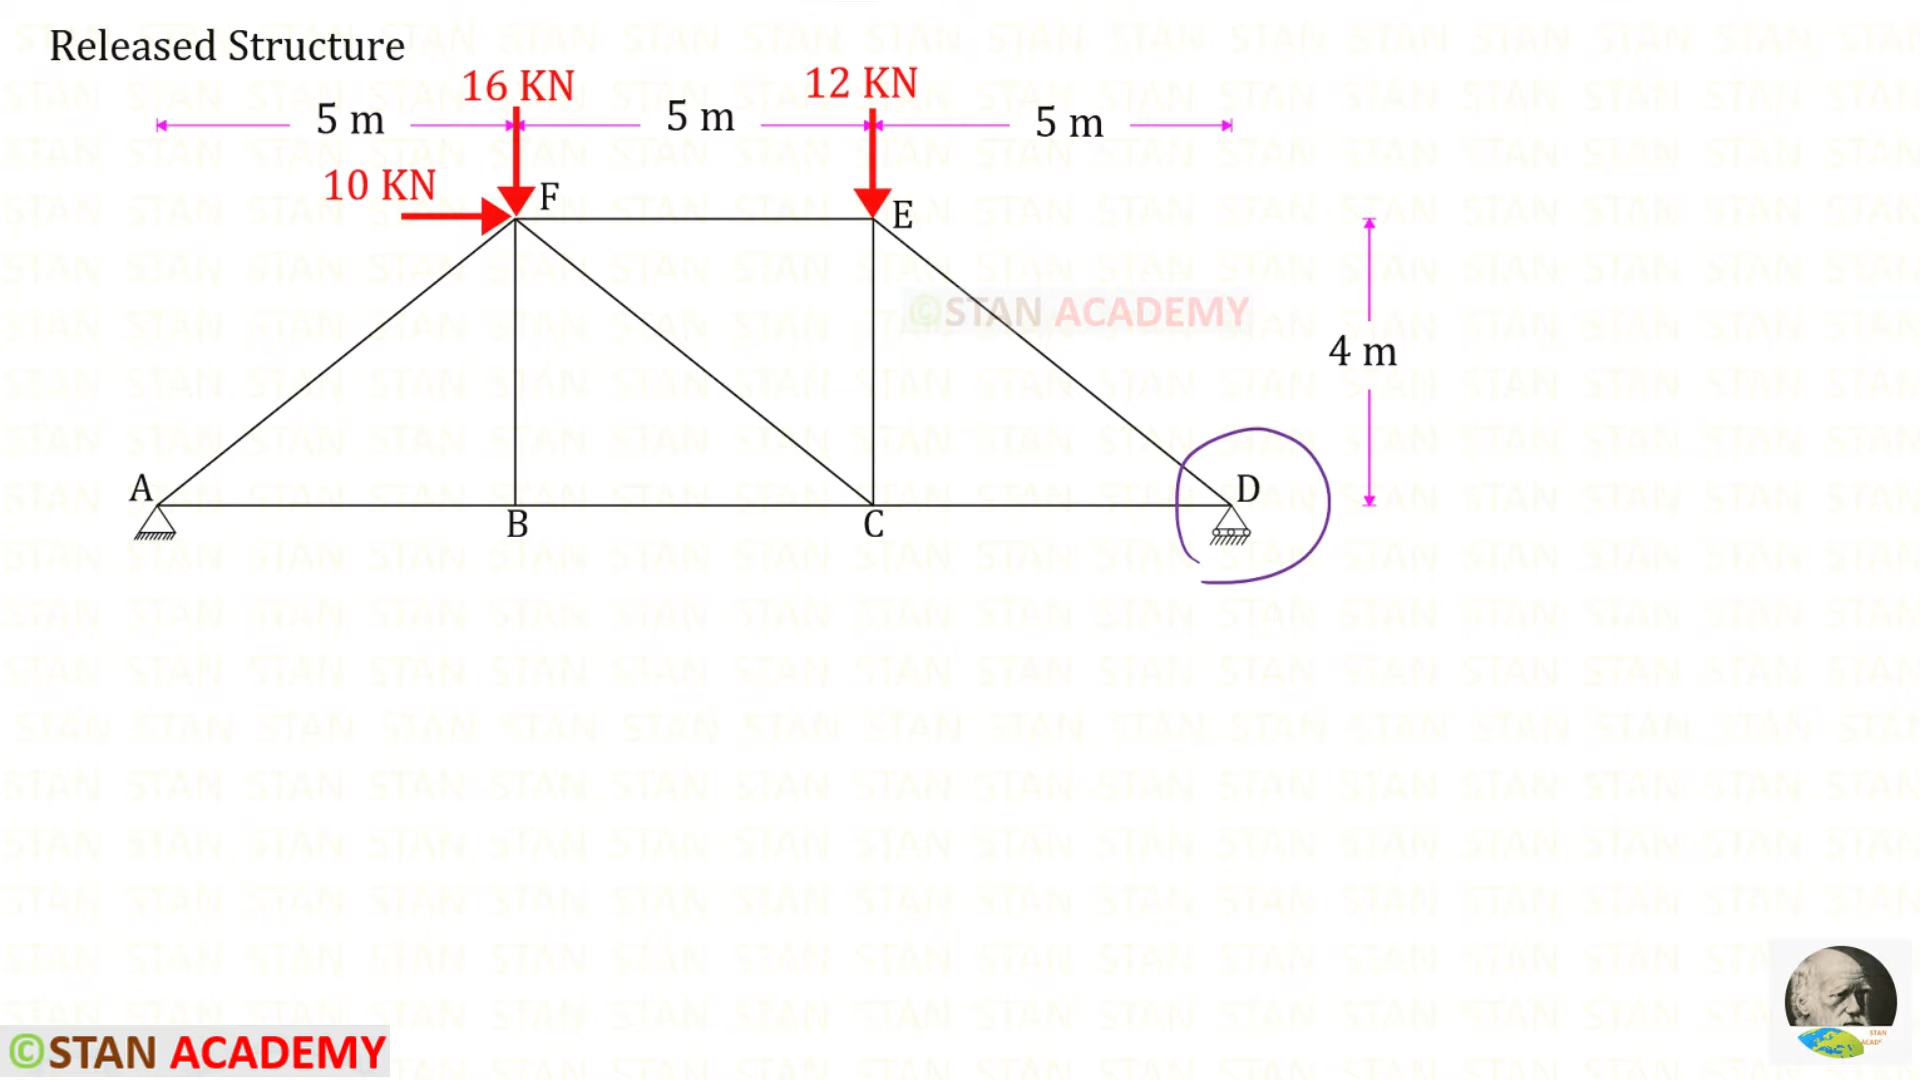 Released Structure
16 KN
12 KN
5 m
5 m
5 m
10 KN
F
E
©STAN ACADEMY
4 m
A
D
B
C
©STAN ACADEMY